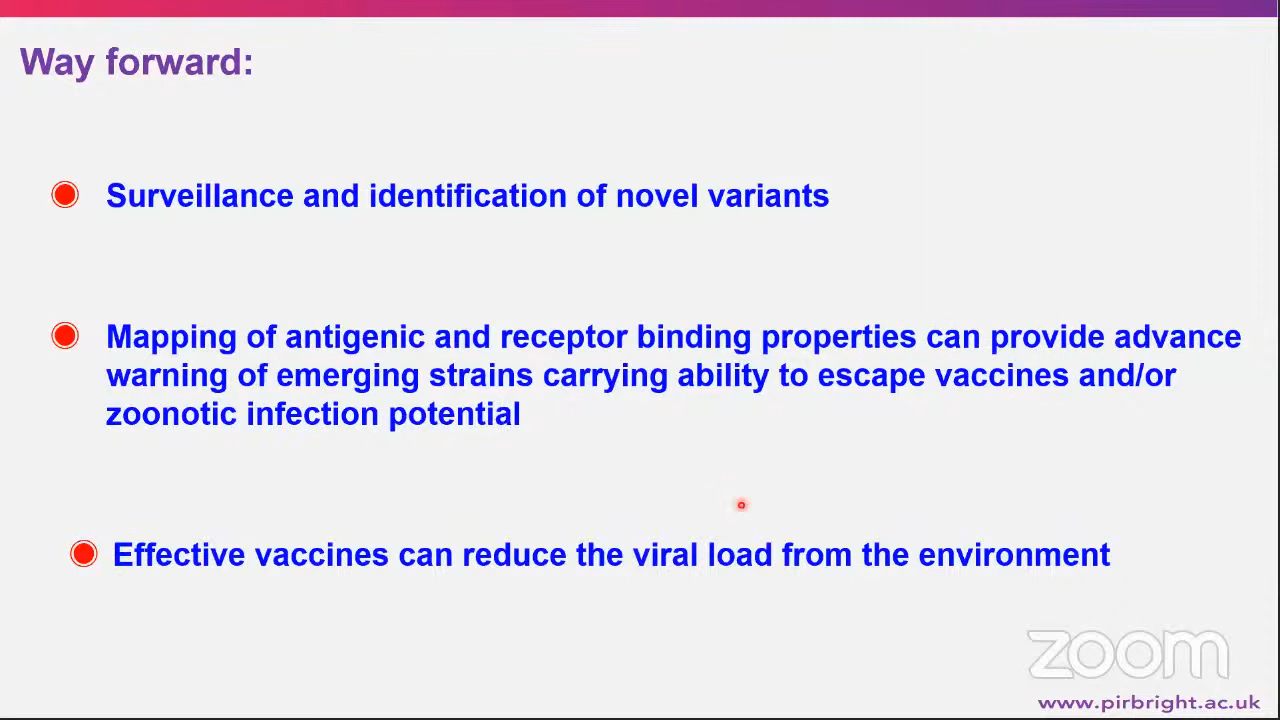 Way forward:
Surveillance and identification of novel variants
Mapping of antigenic and receptor binding properties can provide advance
warning of emerging strains carrying ability to escape vaccines and/or
zoonotic infection potential
Effective vaccines can reduce the viral load from the environment
zoom
www.pirbright.ac.uk